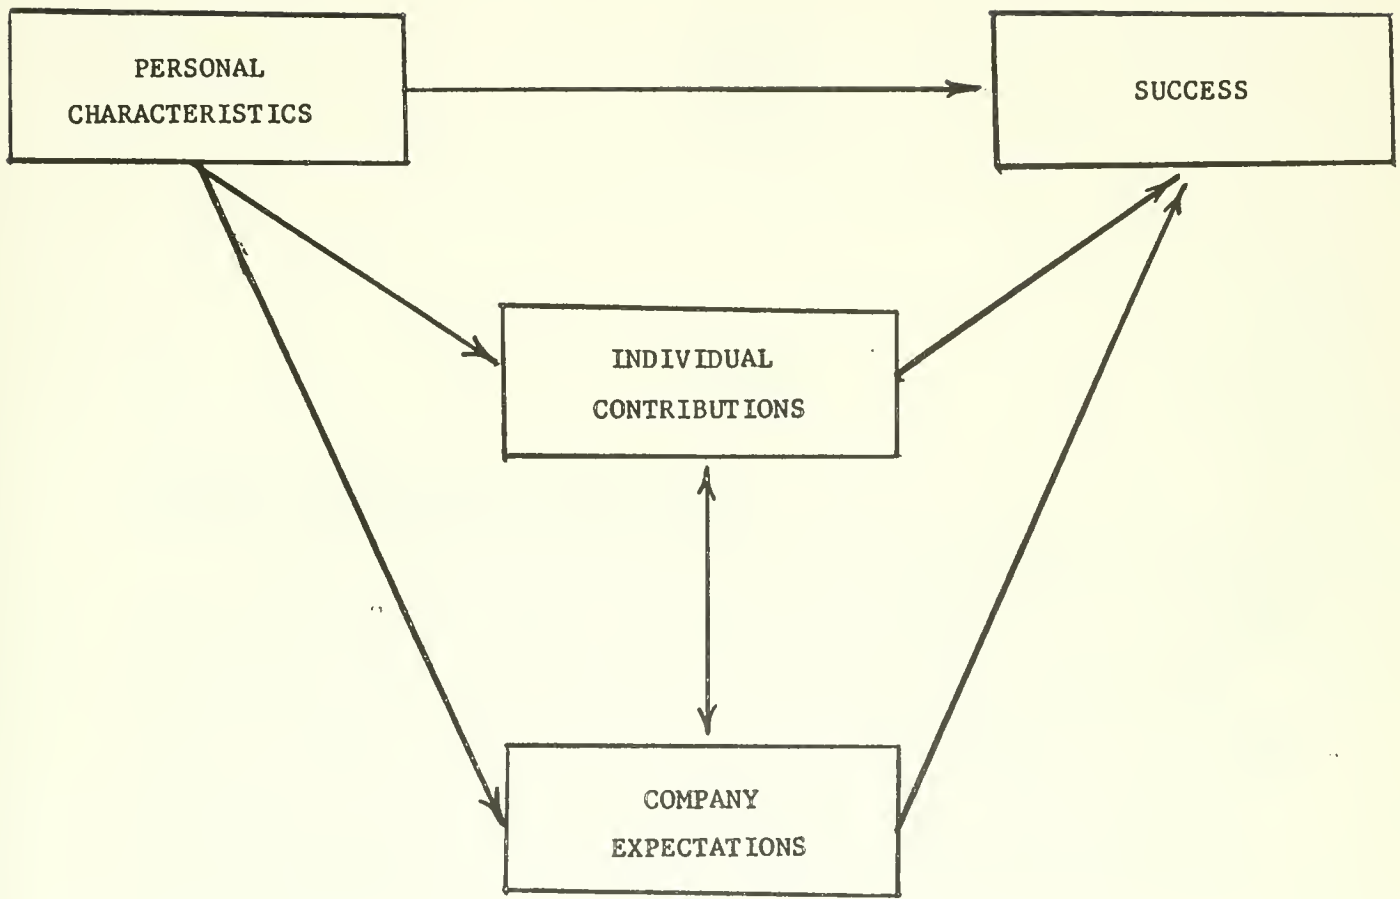 PERSONAL
CHARACTERISTICS
SUCCESS
INDIVIDUAL
CONTRIBUTIONS
COMPANY
EXPECTATIONS